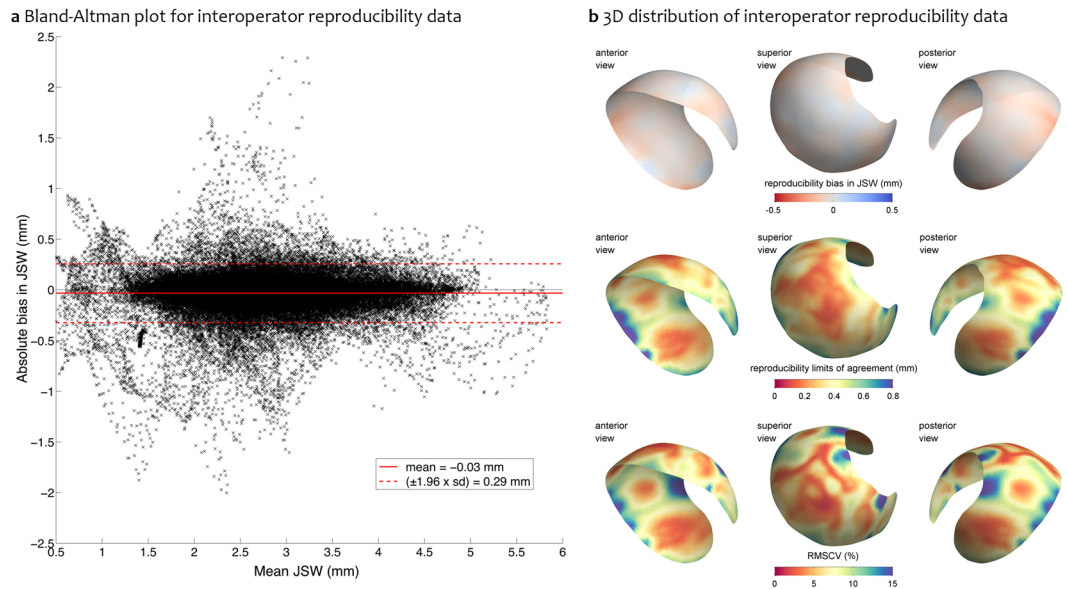 a Bland-Altman plot for interoperator reproducibility data
2.5
2
1.5
1
0.5
0
-0.5
-1
-1.5
-2
-2.5
Absolute bias in JSW (mm)
mean = −0.03 mm
(±1.96 x sd) = 0.29 mm
0.5 1 1.5 2 2.5 3 3.5 4 4.5 5 5.5 6
Mean JSW (mm)
b 3D distribution of interoperator reproducibility data
anterior
view
superior
view
posterior
view
reproducibility bias in JSW (mm)
-0.5 0 0.5
anterior
view
superior
view
posterior
view
reproducibility limits of agreement (mm)
0 0.2 0.4 0.6 0.8
anterior
view
superior
view
posterior
view
RMSCV (%)
0 5 10 15